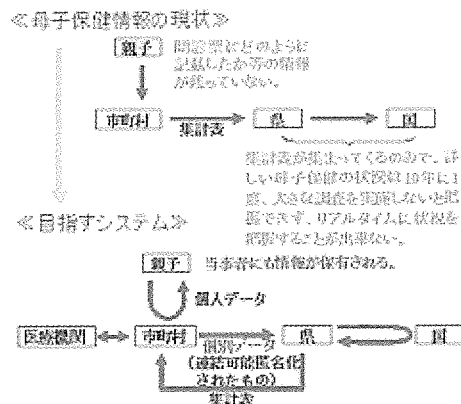 ≪母子保健情報の現状≫
親子
問診票にどのように
記載したか等の情報
が残っていない。
市町村
集計表
県
国
集計表が集まってくるのみで、詳
しい母子保健の状況は10年に1
度、大きな調査を実施しないと把
握できず、リアルタイムに状況を
把握することが出来ない。
≪目指すシステム≫
親子
当事者にも情報が保有される。
個人データ
医療機関
市町村
個別データ
（連結可能匿名化
されたもの）
集計表
県
国